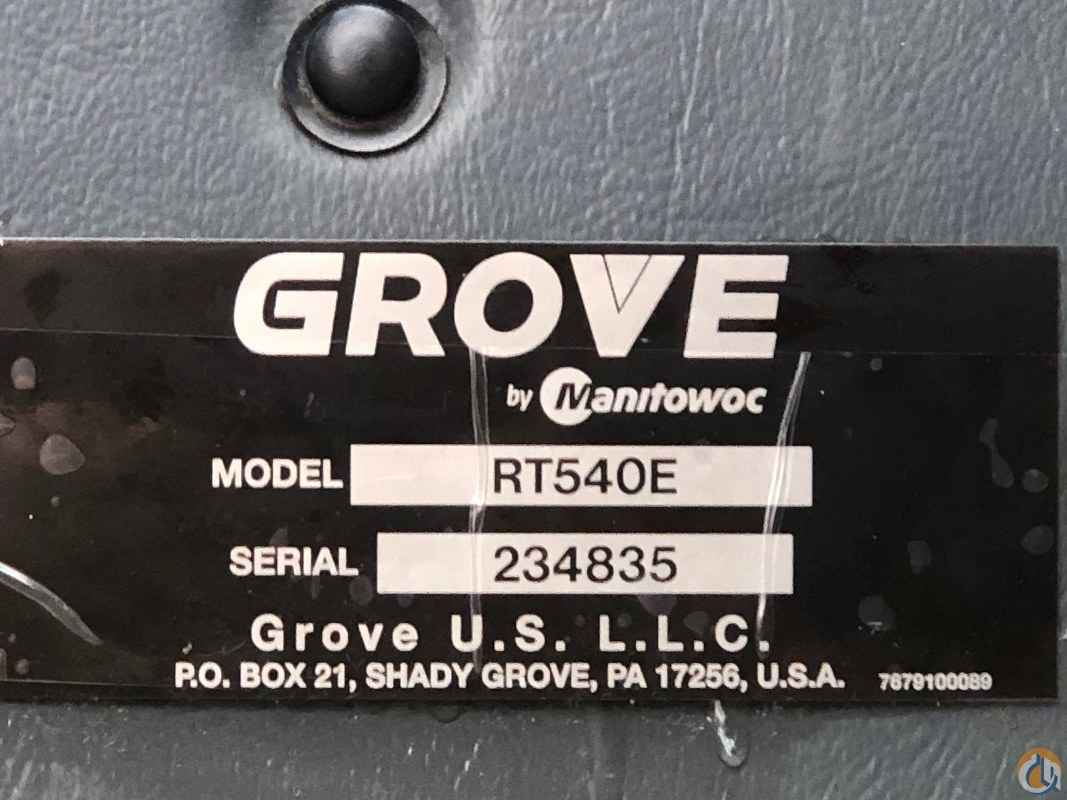 GROVE
by Manitowoc
MODEL RT540E
SERIAL 234835
Grove U.S. L.L.C.
P.O. BOX 21, SHADY GROVE, PA 17256, U.S.A. 7679100089